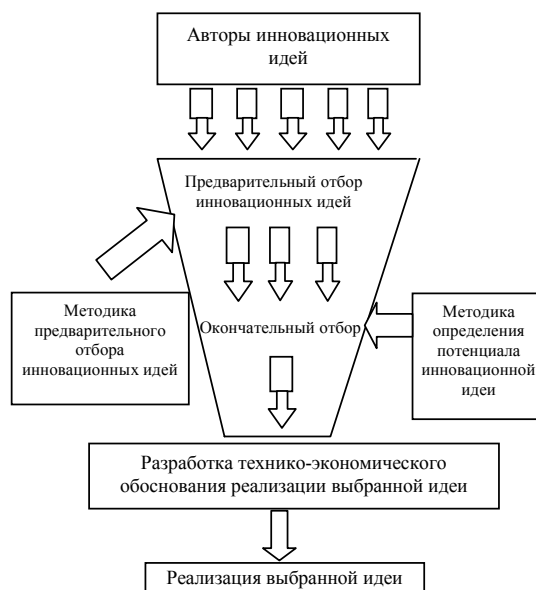 Авторы инновационных
идей
Предварительный отбор
инновационных идей
Методика
предварительного
отбора
инновационных идей
Окончательный отбор
Методика
определения
потенциала
инновационной
идеи
Разработка технико-экономического
обоснования реализации выбранной идеи
Реализация выбранной идеи